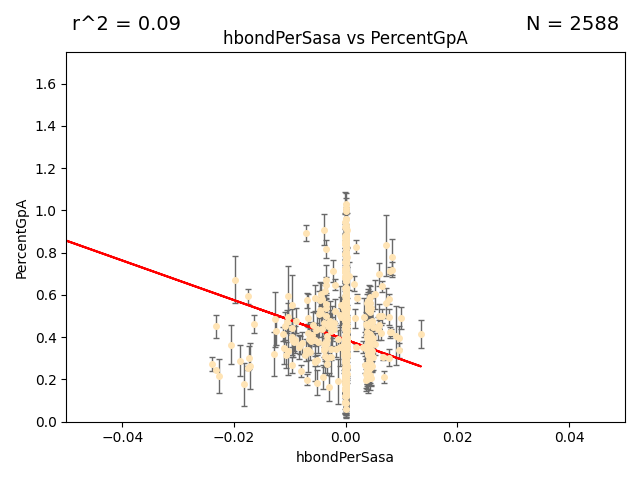 r^2 = 0.09
N = 2588
hbondPerSasa vs PercentGpA
1.6
1.4
1.2
1.0
0.8
0.6
0.4
0.2
0.0
PercentGpA
−0.04
−0.02
0.00
0.02
0.04
hbondPerSasa